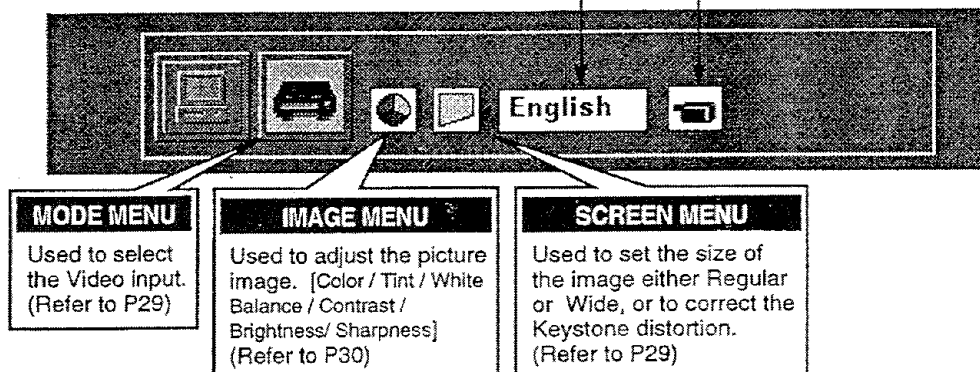 English
MODE MENU
Used to select
the Video input.
(Refer to P29)
IMAGE MENU
Used to adjust the picture
image. [Color / Tint / White
Balance / Contrast /
Brightness/ Sharpness]
(Refer to P30)
SCREEN MENU
Used to set the size of
the image either Regular
or Wide, or to correct the
Keystone distortion.
(Refer to P29)